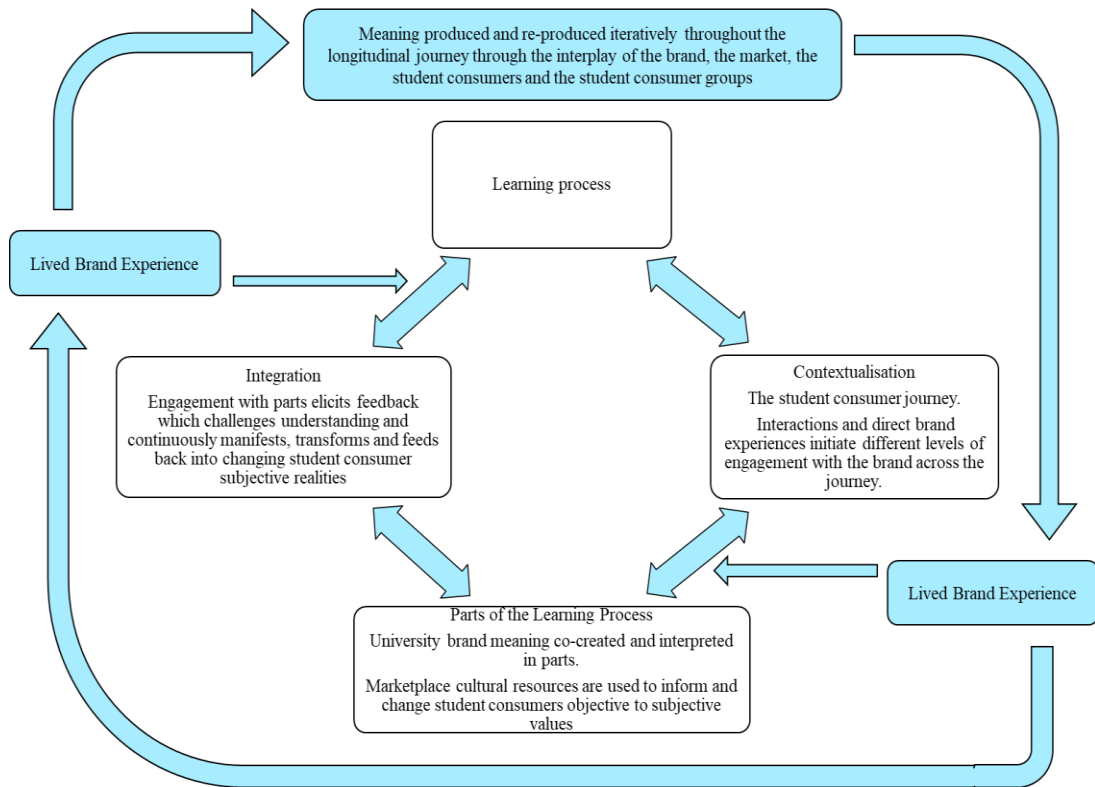 Meaning produced and re-produced iteratively throughout the
longitudinal journey through the interplay of the brand, the market, the
student consumers and the student consumer groups
Learning process
Lived Brand Experience
Integration
Engagement with parts elicits feedback
which challenges understanding and
continuously manifests, transforms and feeds
back into changing student consumer
subjective realities
Contextualisation
The student consumer journey.
Interactions and direct brand
experiences initiate different levels of
engagement with the brand across the
journey.
Lived Brand Experience
Parts of the Learning Process
University brand meaning co-created and interpreted
in parts.
Marketplace cultural resources are used to inform and
change student consumers objective to subjective
values